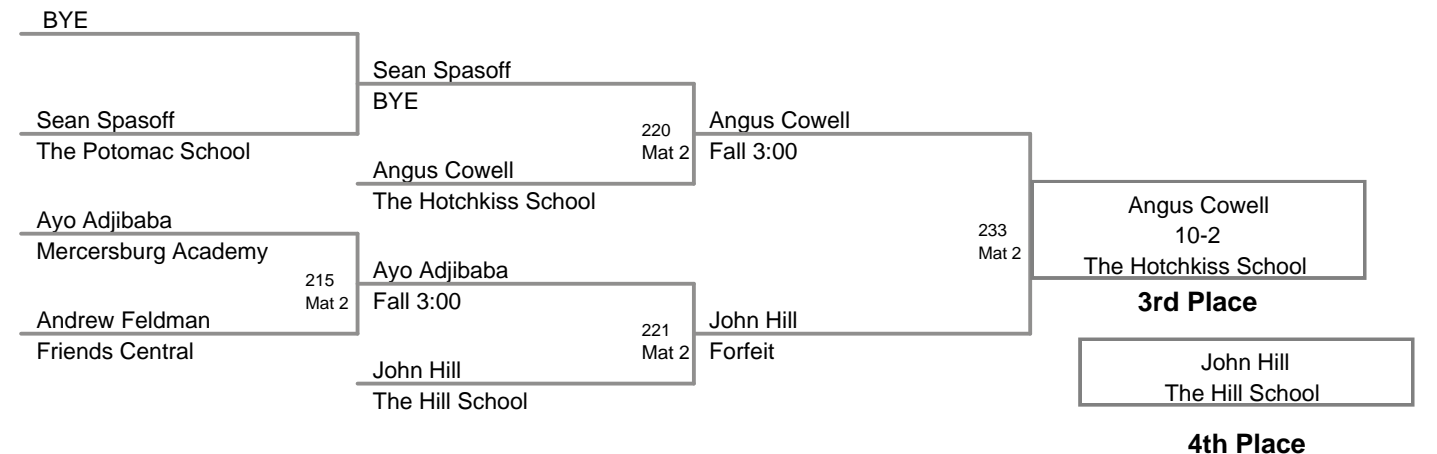 BYE
Sean Spasoff
BYE
Sean Spasoff
The Potomac School
220
Mat 2
Angus Cowell
Fall 3:00
Angus Cowell
The Hotchkiss School
Ayo Adjibaba
Mercersburg Academy
215
Mat 2
Ayo Adjibaba
Fall 3:00
Andrew Feldman
Friends Central
221
Mat 2
John Hill
Forfeit
John Hill
The Hill School
233
Mat 2
Angus Cowell
10-2
The Hotchkiss School
3rd Place
John Hill
The Hill School
4th Place